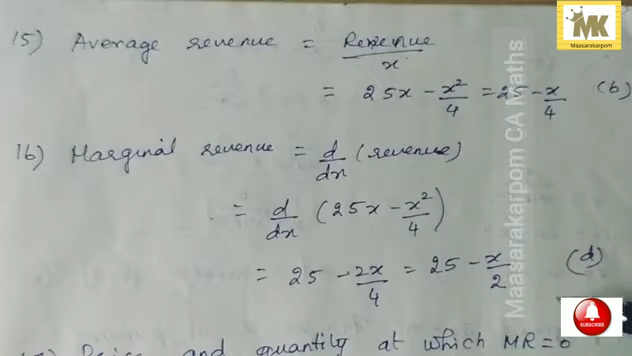 MK
Maasarakarpom
15) Average revenue = Revenue/x
= 25x - x²/4 = 25 - x/4 (b)
16) Marginal revenue = d/dx (revenue)
= d/dx (25x - x²/4)
= 25 - 2x/4 = 25 - x/2 (d)
and quantity at which MR=0
Maasarakarpom CA Maths
SUBSCRIBE